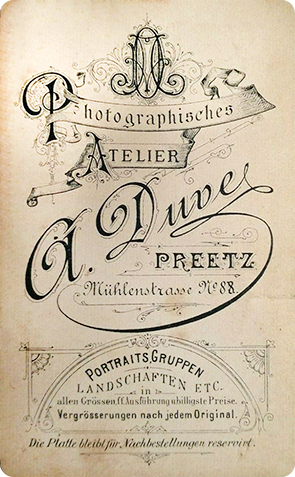 Photographisches
Atelier
A. Duve
PREETZ
Mühlenstrasse No 88.
PORTRAITS, GRUPPEN
LANDSCHAFTEN ETC.
in
allen Grössen, ff. Ausführung u. billigste Preise.
Vergrösserungen nach jedem Original.
Die Platte bleibt für Nachbestellungen reservirt.